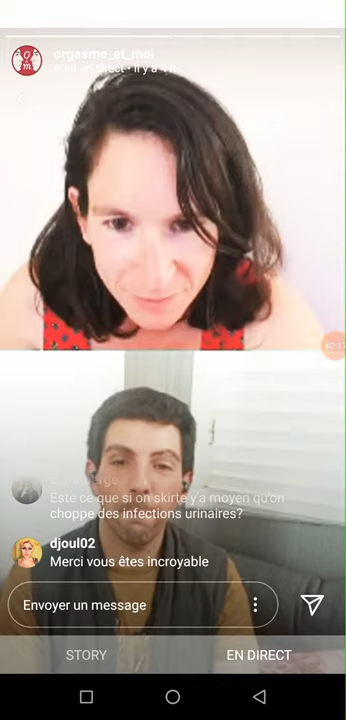 orgasme_et_moi
était en direct • il y a 4 h
40:17
Este ce que si on skirte y'a moyen qu'on
choppe des infections urinaires?
djoul02
Merci vous êtes incroyable
Envoyer un message
STORY
EN DIRECT